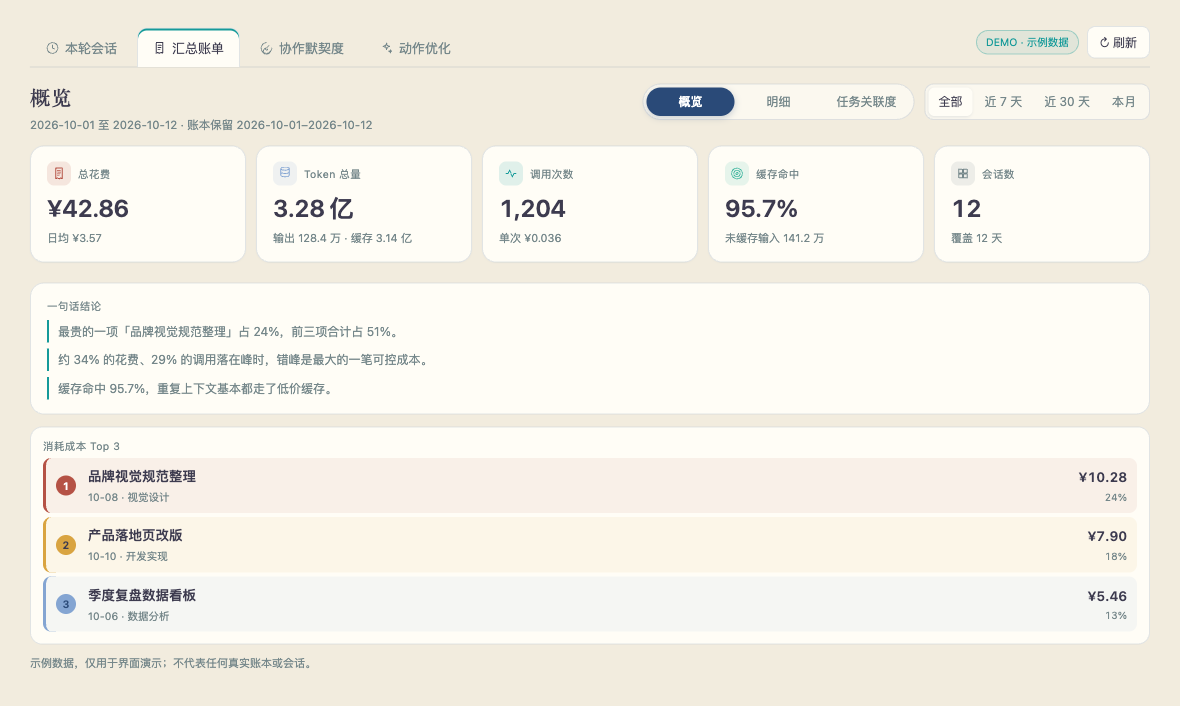 本轮会话
汇总账单
协作默契度
动作优化
DEMO · 示例数据
刷新
概览
概览
明细
任务关联度
全部
近 7 天
近 30 天
本月
2026-10-01 至 2026-10-12 · 账本保留 2026-10-01–2026-10-12
总花费
¥42.86
日均 ¥3.57
Token 总量
3.28 亿
输出 128.4 万 · 缓存 3.14 亿
调用次数
1,204
单次 ¥0.036
缓存命中
95.7%
未缓存输入 141.2 万
会话数
12
覆盖 12 天
一句话结论
最贵的一项「品牌视觉规范整理」占 24%，前三项合计占 51%。
约 34% 的花费、29% 的调用落在峰时，错峰是最大的一笔可控成本。
缓存命中 95.7%，重复上下文基本都走了低价缓存。
消耗成本 Top 3
1
品牌视觉规范整理
10-08 · 视觉设计
¥10.28
24%
2
产品落地页改版
10-10 · 开发实现
¥7.90
18%
3
季度复盘数据看板
10-06 · 数据分析
¥5.46
13%
示例数据，仅用于界面演示；不代表任何真实账本或会话。